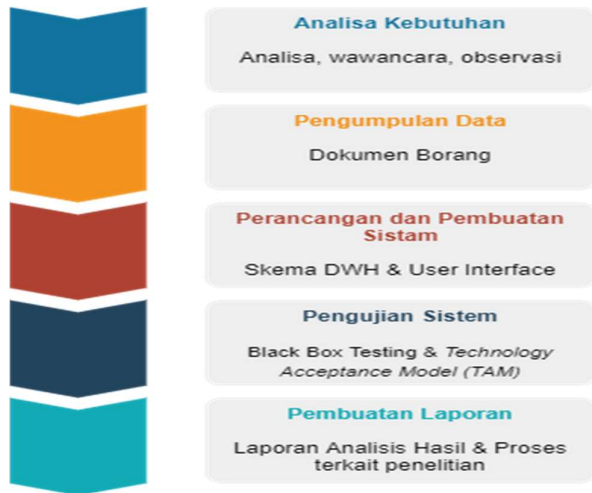 Analisa Kebutuhan
Analisa, wawancara, observasi
Pengumpulan Data
Dokumen Borang
Perancangan dan Pembuatan
Sistam
Skema DWH & User Interface
Pengujian Sistem
Black Box Testing & Technology
Acceptance Model (TAM)
Pembuatan Laporan
Laporan Analisis Hasil & Proses
terkait penelitian